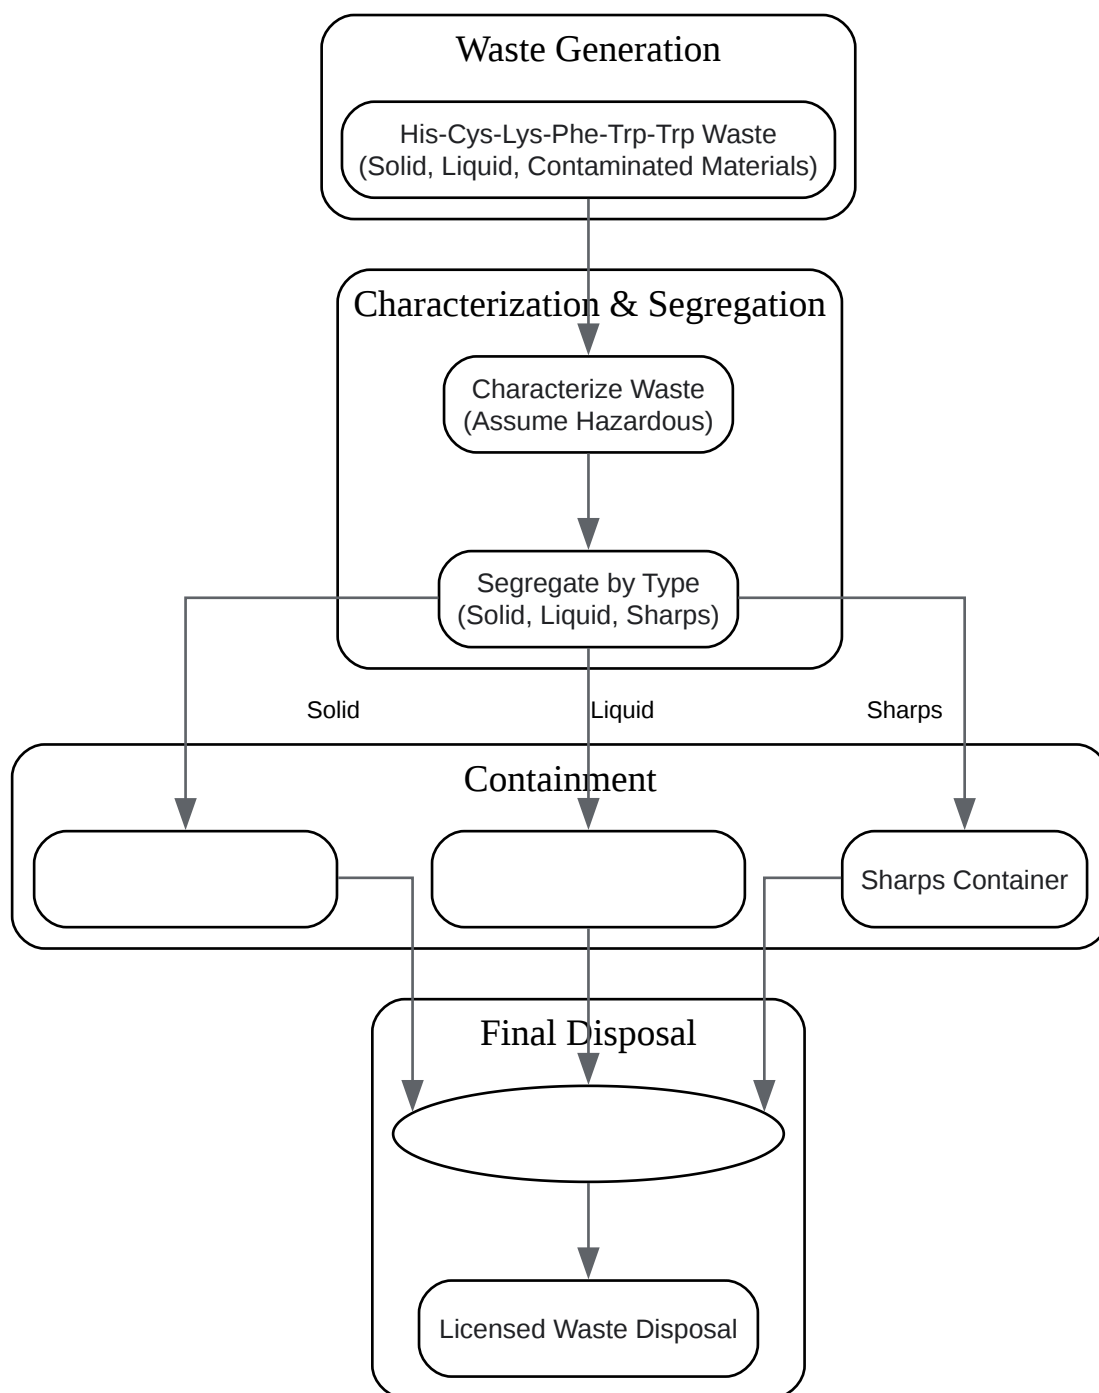 Waste Generation
His-Cys-Lys-Phe-Trp-Trp Waste
(Solid, Liquid, Contaminated Materials)
Characterization & Segregation
Characterize Waste
(Assume Hazardous)
Segregate by Type
(Solid, Liquid, Sharps)
Solid
Liquid
Sharps
Containment
Sharps Container
Final Disposal
Licensed Waste Disposal